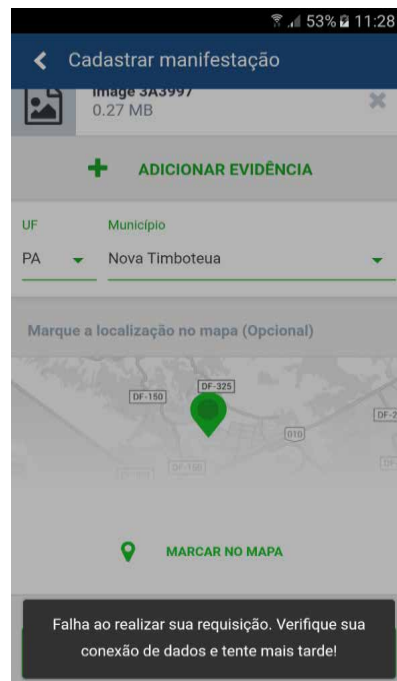 53% 11:28
Cadastrar manifestação
Image 3A3997
0.27 MB
ADICIONAR EVIDÊNCIA
UF Município
PA Nova Timboteua
Marque a localização no mapa (Opcional)
DF-325
DF-150
010
MARCAR NO MAPA
Falha ao realizar sua requisição. Verifique sua
conexão de dados e tente mais tarde!